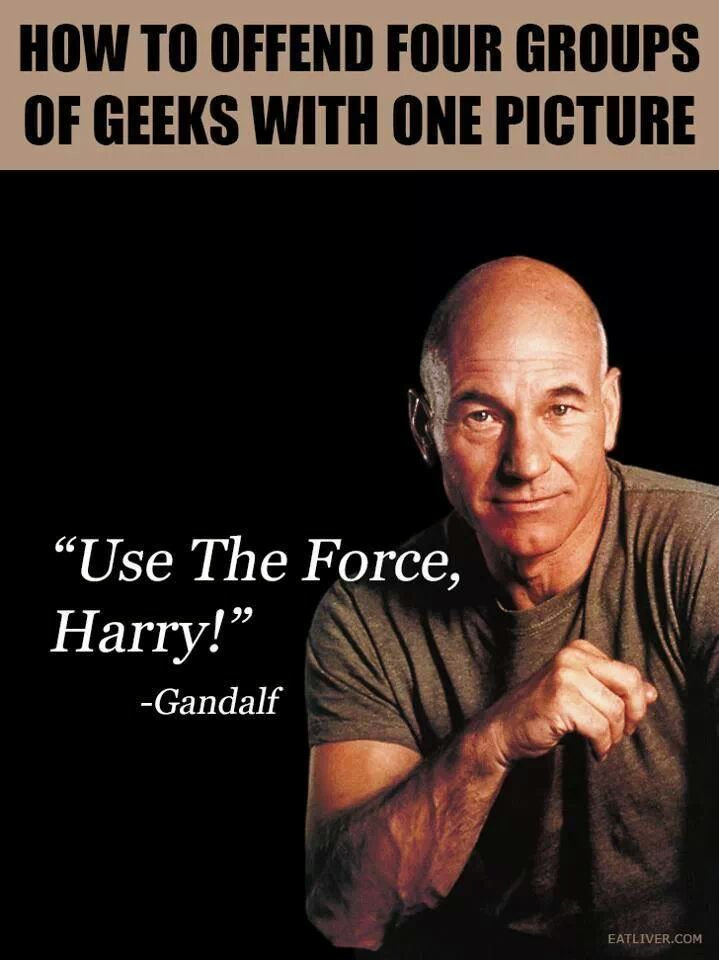 HOW TO OFFEND FOUR GROUPS
OF GEEKS WITH ONE PICTURE
“Use The Force,
Harry!”
-Gandalf
EATLIVER.COM